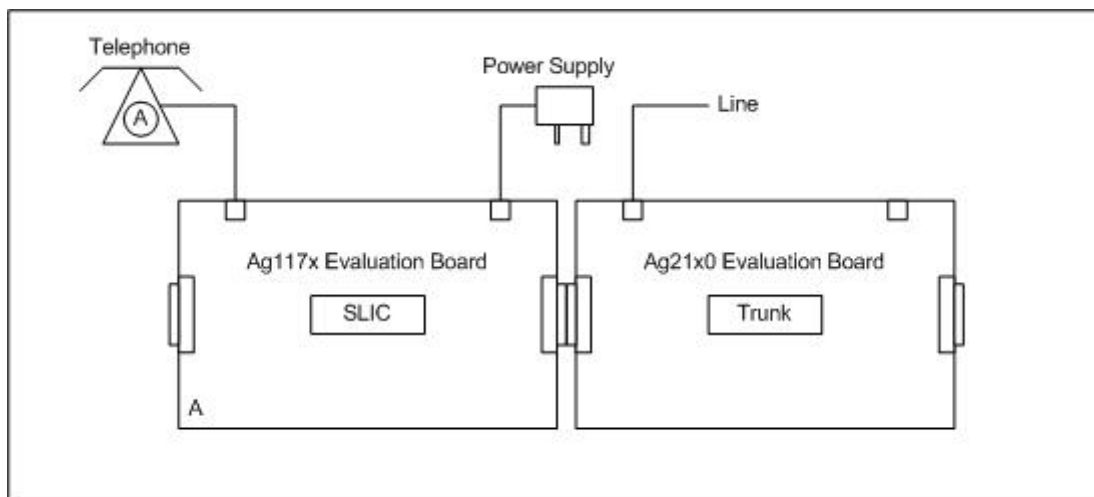 Telephone
A
Power Supply
Line
Ag117x Evaluation Board
SLIC
A
Ag21x0 Evaluation Board
Trunk